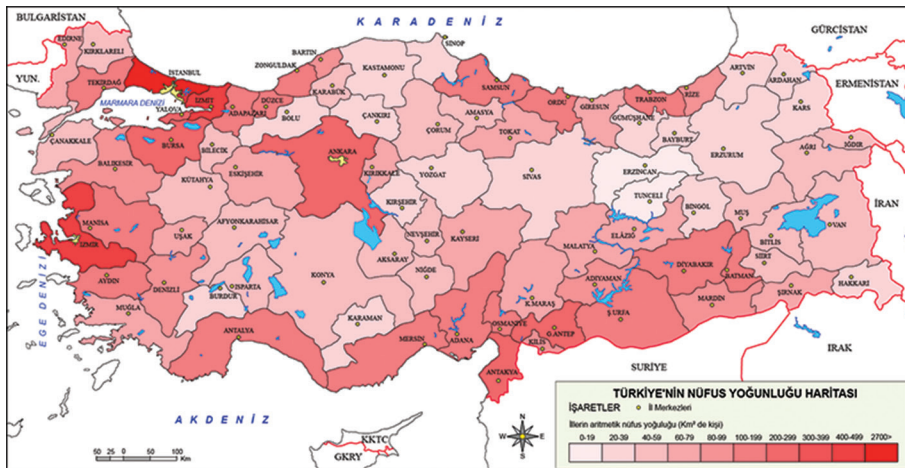 BULGARİSTAN
KARADENİZ
GÜRCİSTAN
ERMENİSTAN
YUN.
İRAN
IRAK
SURİYE
EGE DENİZİ
AKDENİZ
MARMARA DENİZİ
KKTC
GKRY
EDİRNE
KIRKLARELİ
TEKİRDAĞ
İSTANBUL
YALOVA
İZMİT
ADAPAZARI
DÜZCE
BOLU
ZONGULDAK
BARTIN
KARABÜK
KASTAMONU
SİNOP
SAMSUN
ORDU
GİRESUN
TRABZON
RİZE
ARTVİN
ARDAHAN
KARS
IĞDIR
AĞRI
ERZURUM
BAYBURT
GÜMÜŞHANE
ERZİNCAN
TUNCELİ
BİNGÖL
MUŞ
BİTLİS
VAN
HAKKARİ
ŞIRNAK
SİİRT
BATMAN
MARDİN
DİYABAKIR
ELÂZIĞ
MALATYA
ADIYAMAN
Ş.URFA
G.ANTEP
KİLİS
OSMANİYE
ANTAKYA
K.MARAŞ
ADANA
MERSİN
KARAMAN
KONYA
NİĞDE
AKSARAY
NEVŞEHİR
KAYSERİ
KIRŞEHİR
YOZGAT
SIVAS
TOKAT
AMASYA
ÇORUM
ÇANKIRI
KIRIKKALE
ANKARA
ESKİŞEHİR
BİLECİK
BURSA
BALIKESİR
ÇANAKKALE
KÜTAHYA
AFYONKARAHİSAR
UŞAK
MANİSA
İZMİR
AYDIN
DENİZLİ
MUĞLA
BURDUR
ISPARTA
ANTALYA
50 25 0 50 100
Km
N
W E
S
TÜRKİYE'NİN NÜFUS YOĞUNLUĞU HARİTASI
İŞARETLER
İl Merkezleri
İllerin aritmetik nüfus yoğuluğu (Km² de kişi)
0-19 20-39 40-59 60-79 80-99 100-199 200-299 300-399 400-499 2700>